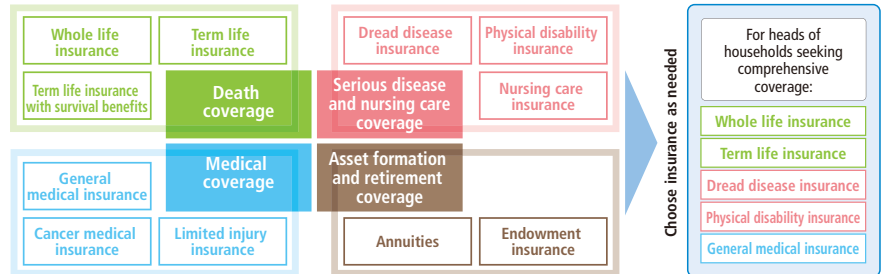 Whole life
insurance
Term life
insurance
Term life insurance
with survival benefits
Death
coverage
Dread disease
insurance
Physical disability
insurance
Nursing care
insurance
Serious disease
and nursing care
coverage
General
medical insurance
Cancer medical
insurance
Limited injury
insurance
Medical
coverage
Asset formation
and retirement
coverage
Annuities
Endowment
insurance
Choose insurance as needed
For heads of
households seeking
comprehensive
coverage:
Whole life insurance
Term life insurance
Dread disease insurance
Physical disability insurance
General medical insurance